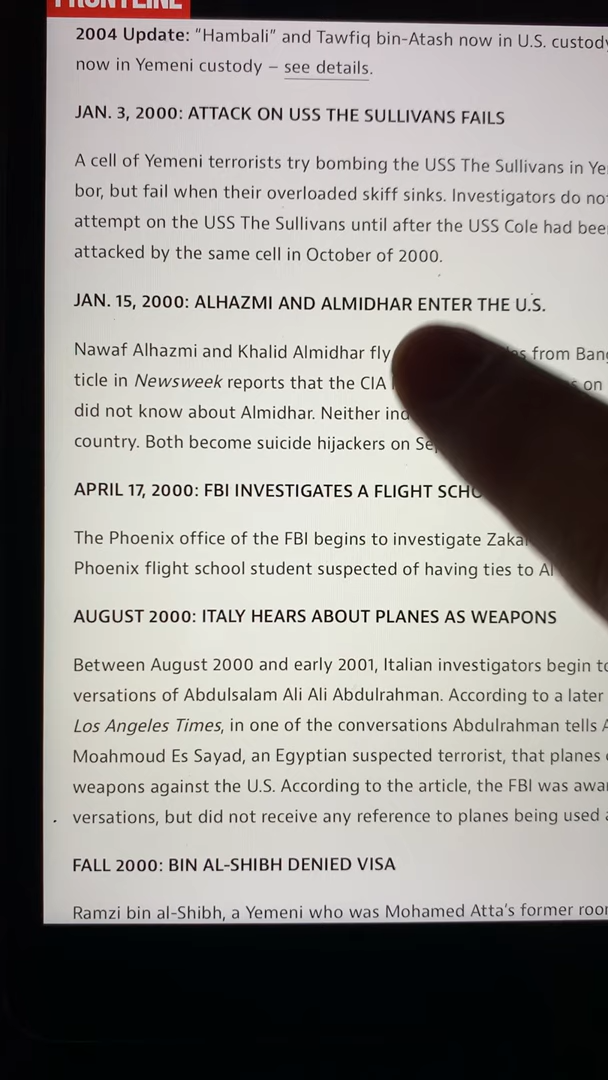 FRONTLINE
2004 Update: “Hambali” and Tawfiq bin-Atash now in U.S. custody
now in Yemeni custody – see details.
JAN. 3, 2000: ATTACK ON USS THE SULLIVANS FAILS
A cell of Yemeni terrorists try bombing the USS The Sullivans in Ye
bor, but fail when their overloaded skiff sinks. Investigators do not
attempt on the USS The Sullivans until after the USS Cole had bee
attacked by the same cell in October of 2000.
JAN. 15, 2000: ALHAZMI AND ALMIDHAR ENTER THE U.S.
Nawaf Alhazmi and Khalid Almidhar fly from Bang
ticle in Newsweek reports that the CIA on
did not know about Almidhar. Neither ind
country. Both become suicide hijackers on Se
APRIL 17, 2000: FBI INVESTIGATES A FLIGHT SCHO
The Phoenix office of the FBI begins to investigate Zaka
Phoenix flight school student suspected of having ties to Al
AUGUST 2000: ITALY HEARS ABOUT PLANES AS WEAPONS
Between August 2000 and early 2001, Italian investigators begin to
versations of Abdulsalam Ali Ali Abdulrahman. According to a later
Los Angeles Times, in one of the conversations Abdulrahman tells A
Moahmoud Es Sayad, an Egyptian suspected terrorist, that planes
weapons against the U.S. According to the article, the FBI was awa
versations, but did not receive any reference to planes being used a
FALL 2000: BIN AL-SHIBH DENIED VISA
Ramzi bin al-Shibh, a Yemeni who was Mohamed Atta’s former roo